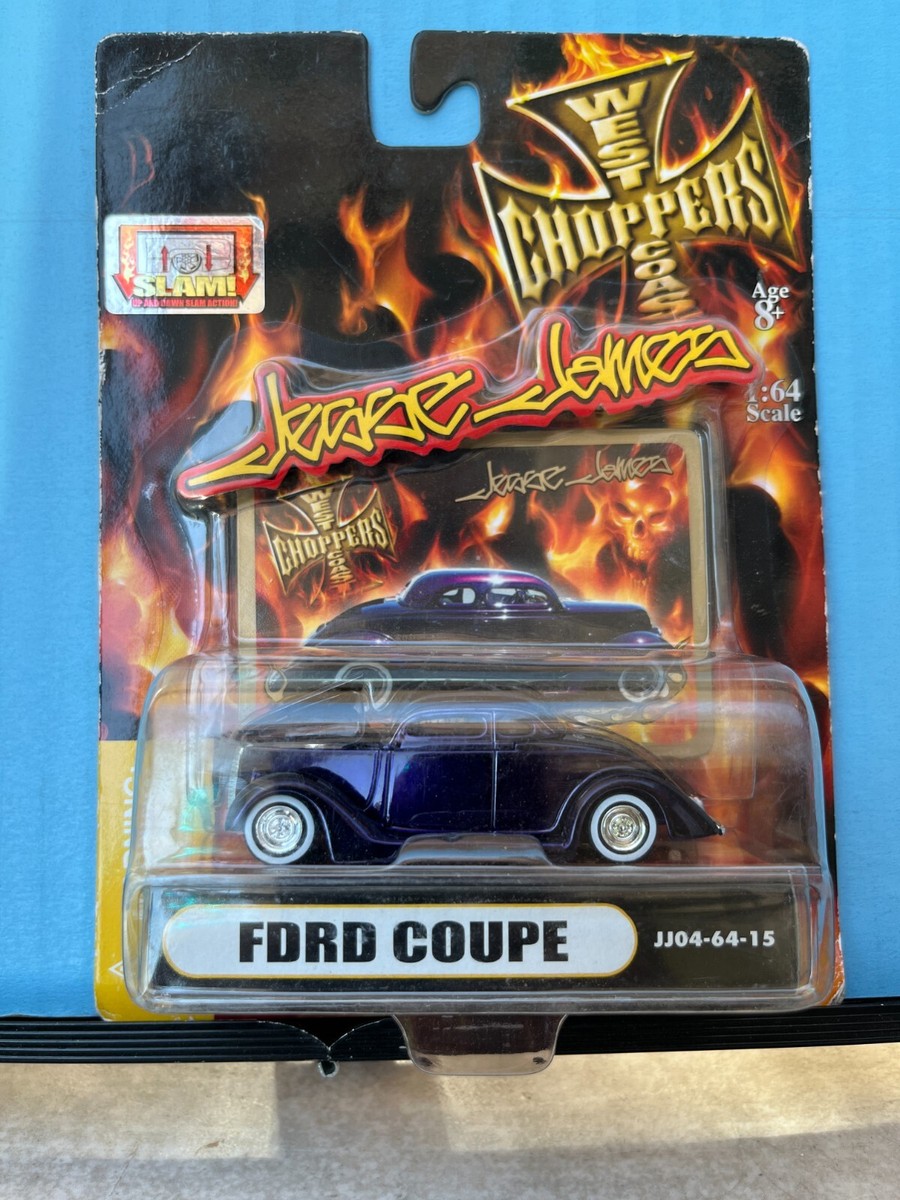 WEST
CHOPPERS
COAST
SLAM!
UP AND DOWN SLAM ACTION!
Age
8+
1:64
Scale
Jesse James
Jesse James
WEST
CHOPPERS
COAST
FDRD COUPE
JJ04-64-15